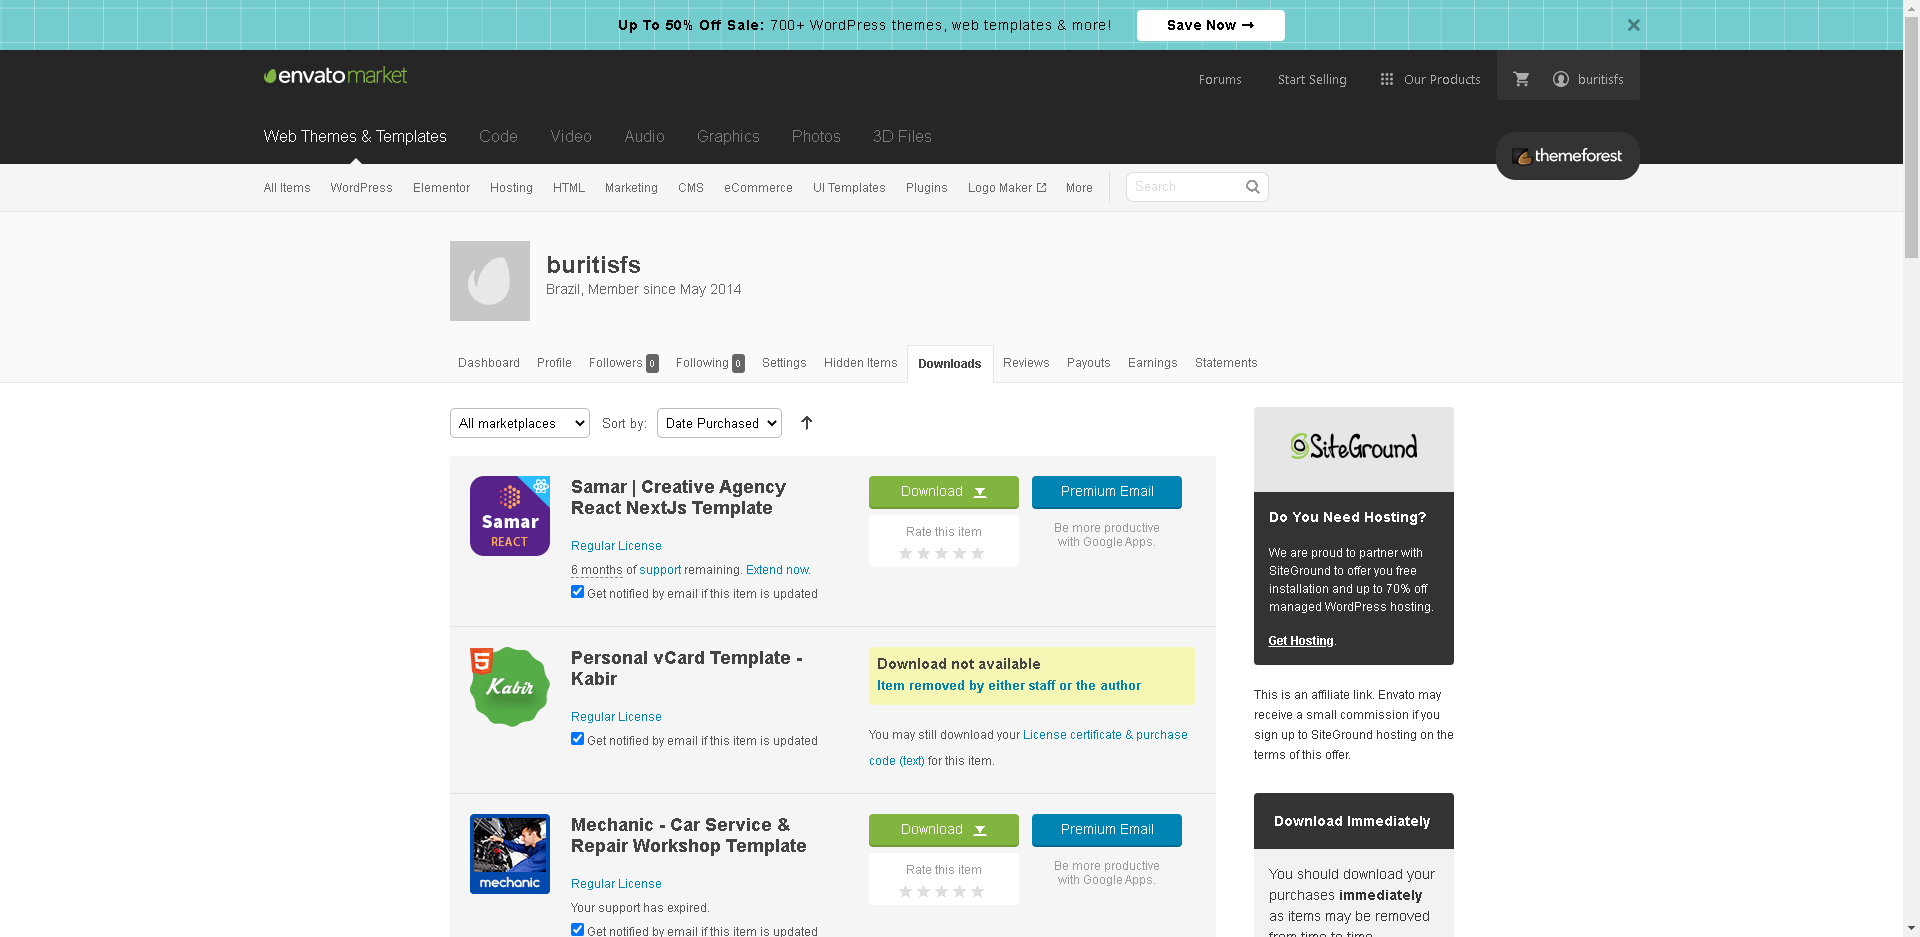 Up To 50% Off Sale: 700+ WordPress themes, web templates & more!
Save Now →
envatomarket
Forums
Start Selling
Our Products
buritisfs
Web Themes & Templates
Code
Video
Audio
Graphics
Photos
3D Files
themeforest
All Items
WordPress
Elementor
Hosting
HTML
Marketing
CMS
eCommerce
UI Templates
Plugins
Logo Maker
More
Search
buritisfs
Brazil, Member since May 2014
Dashboard
Profile
Followers 0
Following 0
Settings
Hidden Items
Downloads
Reviews
Payouts
Earnings
Statements
All marketplaces
Sort by:
Date Purchased
Samar
REACT
Samar | Creative Agency
React NextJs Template
Regular License
6 months of support remaining. Extend now.
Get notified by email if this item is updated
Download
Rate this item
Premium Email
Be more productive
with Google Apps.
5
Kabir
Personal vCard Template -
Kabir
Regular License
Get notified by email if this item is updated
Download not available
Item removed by either staff or the author
You may still download your License certificate & purchase
code (text) for this item.
mechanic
Mechanic - Car Service &
Repair Workshop Template
Regular License
Your support has expired.
Get notified by email if this item is updated
Download
Rate this item
Premium Email
Be more productive
with Google Apps.
SiteGround
Do You Need Hosting?
We are proud to partner with
SiteGround to offer you free
installation and up to 70% off
managed WordPress hosting.
Get Hosting.
This is an affiliate link. Envato may
receive a small commission if you
sign up to SiteGround hosting on the
terms of this offer.
Download Immediately
You should download your
purchases immediately
as items may be removed
from time to time